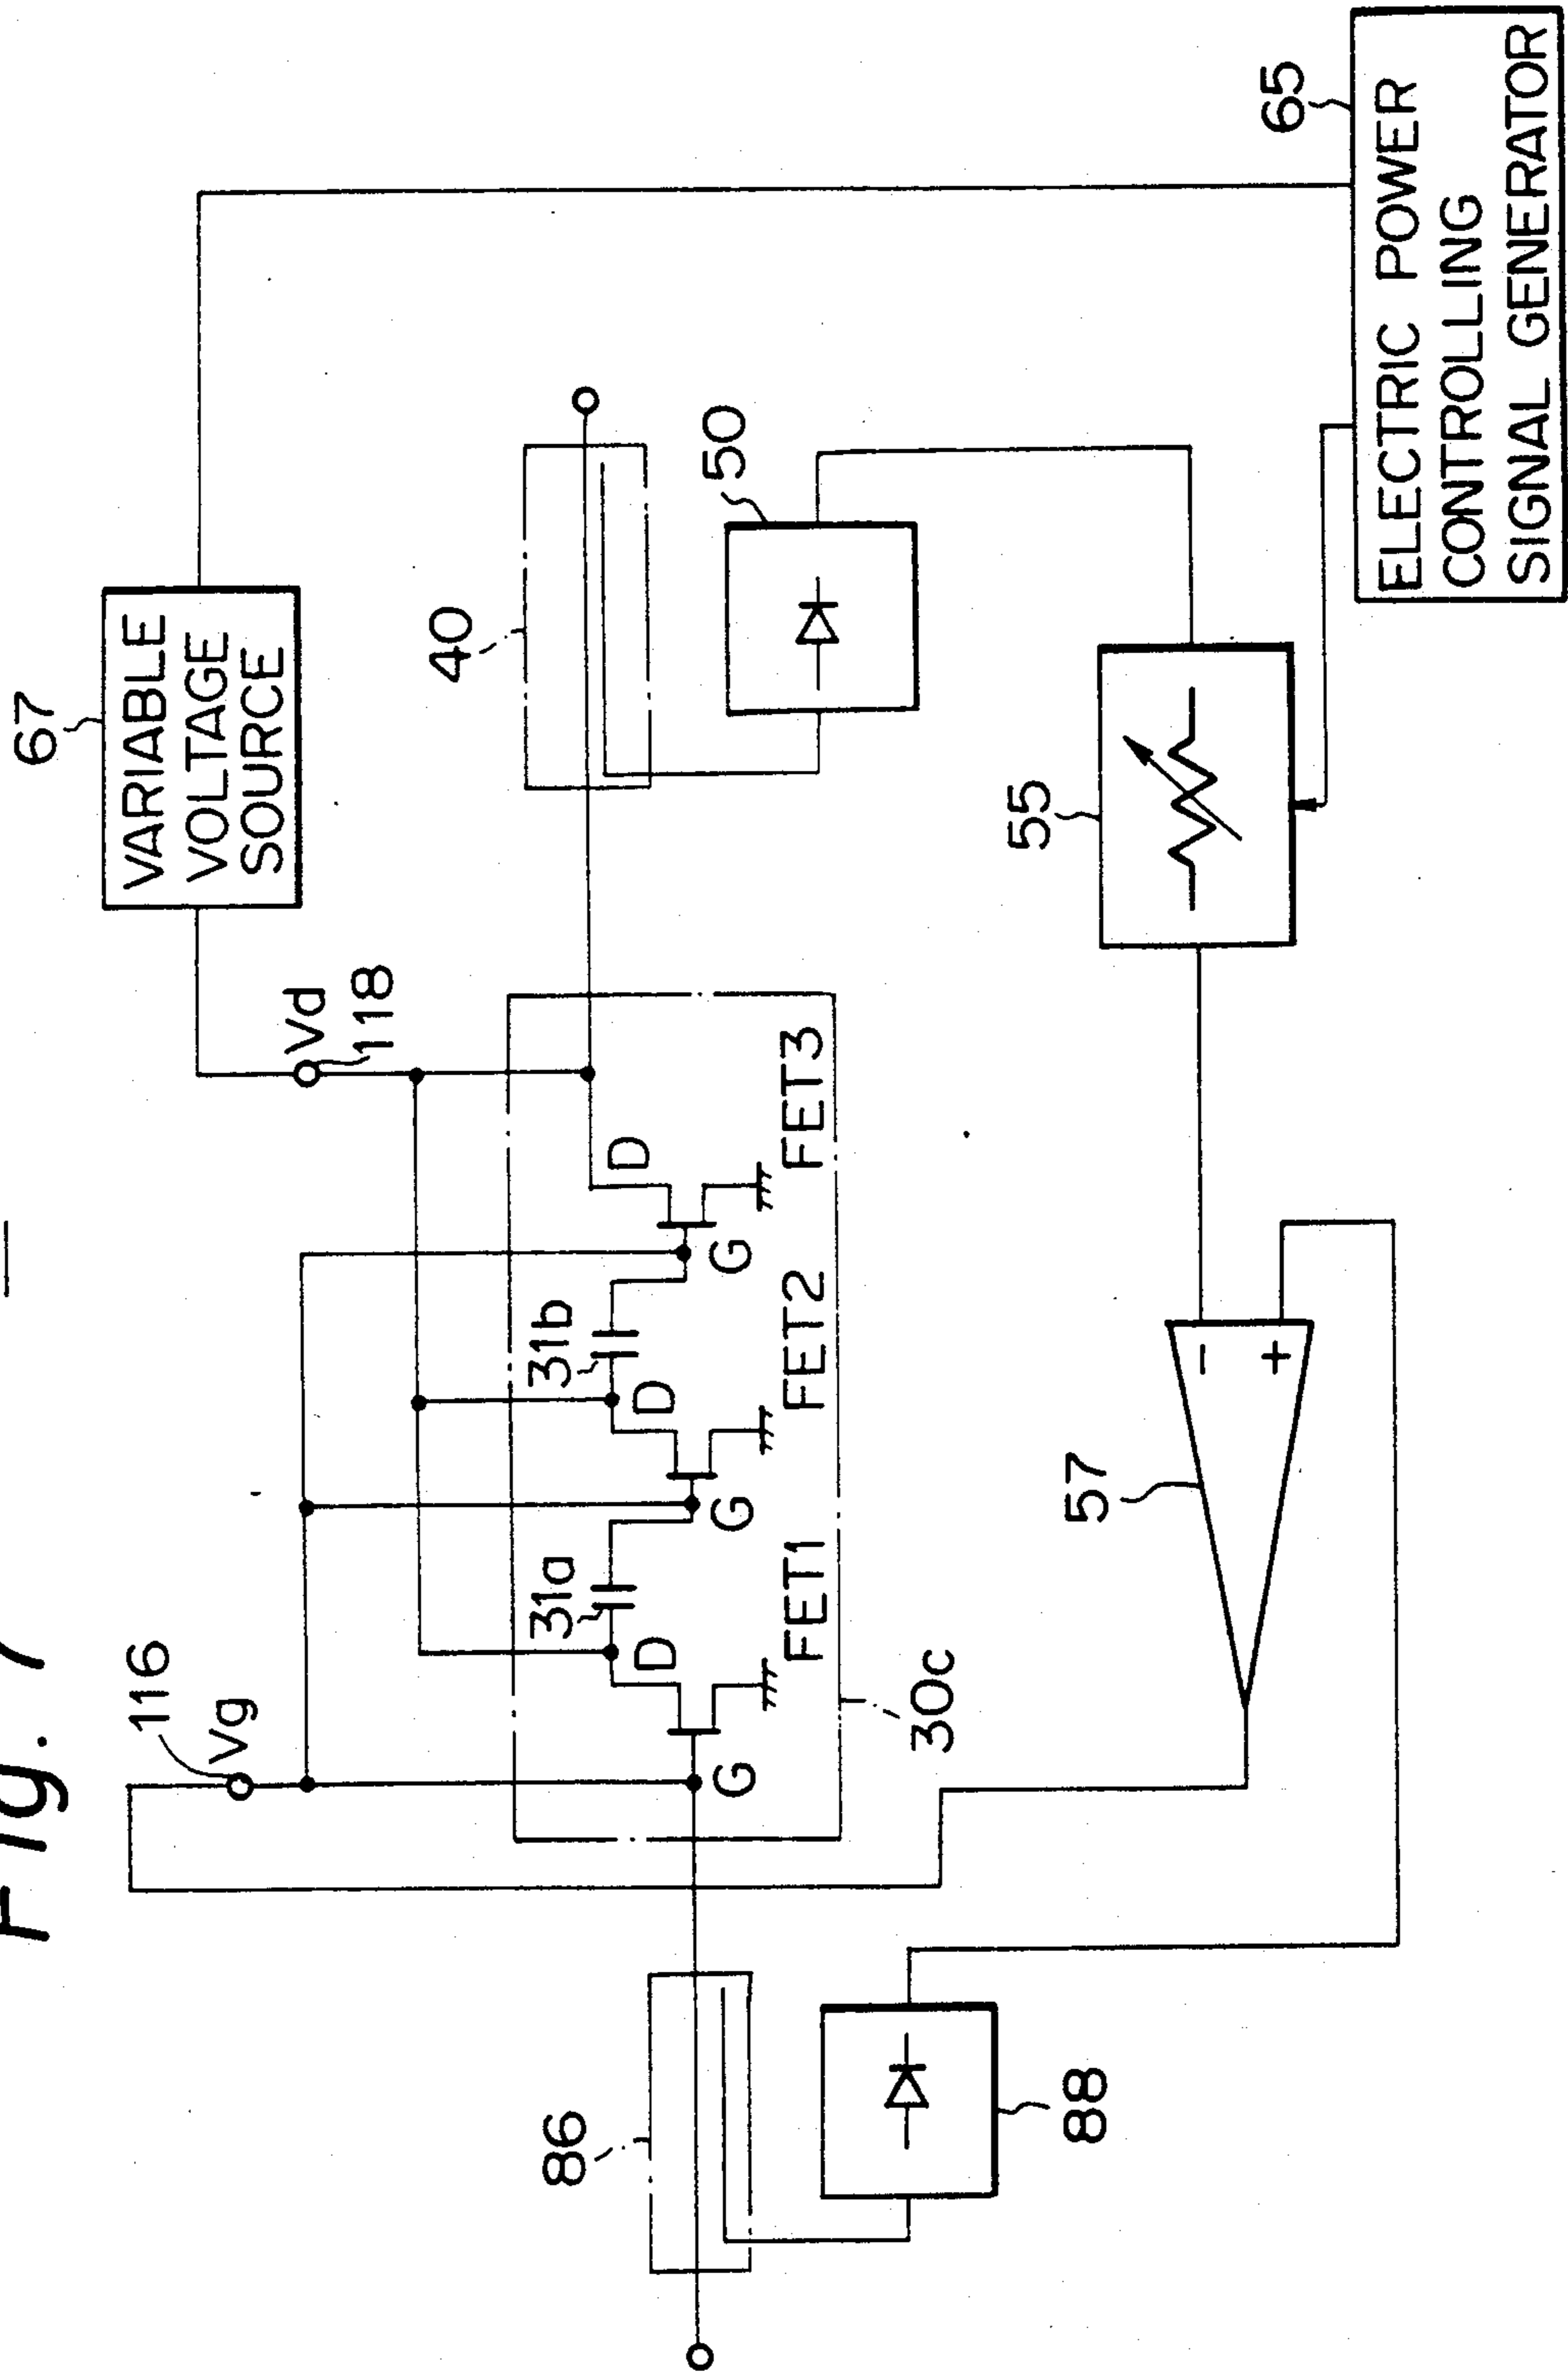 Fig. 7
67
VARIABLE
VOLTAGE
SOURCE
116
Vg
Vd
118
40
50
65
ELECTRIC POWER
CONTROLLING
SIGNAL GENERATOR
31a
31b
D
D
D
G
G
G
FET1
FET2
FET3
30c
86
88
57
-
+
55